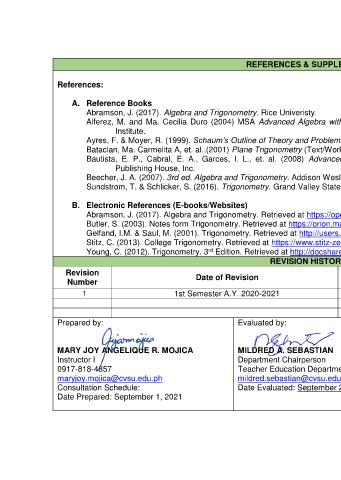 REFERENCES & SUPPLE
References:
A. Reference Books
Abramson, J. (2017). Algebra and Trigonometry. Rice Univeristy.
Alferez, M. and Ma. Cecilia Duro (2004) MSA Advanced Algebra with
Institute.
Ayres, F. & Moyer, R. (1999). Schaum's Outline of Theory and Problem
Bataclan, Ma. Carmelita A, et. al.,(2001) Plane Trigonometry (Text/Work
Bautista, E. P., Cabral, E. A., Garces, I. L., et. al. (2008) Advanced
Publishing House, Inc.
Beecher, J. A. (2007). 3rd ed. Algebra and Trigonometry. Addison Wesl
Sundstrom, T. & Schlicker, S. (2016). Trigonometry. Grand Valley State
B. Electronic References (E-books/Websites)
Abramson, J. (2017). Algebra and Trigonometry. Retrieved at https://ope
Butler, S. (2003). Notes form Trigonometry. Retrieved at https://orion.ma
Gelfand, I.M. & Saul, M. (2001). Trigonometry. Retrieved at http://users.
Stitz, C. (2013). College Trigonometry. Retrieved at https://www.stitz-ze
Young, C. (2012). Trigonometry. 3rd Edition. Retrieved at http://docshare
REVISION HISTOR
Revision Number Date of Revision
1 1st Semester A.Y. 2020-2021
Prepared by: Evaluated by:
MARY JOY ANGELIQUE R. MOJICA MILDRED A. SEBASTIAN
Instructor I Department Chairperson
0917-818-4857 Teacher Education Departme
maryjoy.mojica@cvsu.edu.ph mildred.sebastian@cvsu.edu
Consultation Schedule: Date Evaluated: September 2
Date Prepared: September 1, 2021